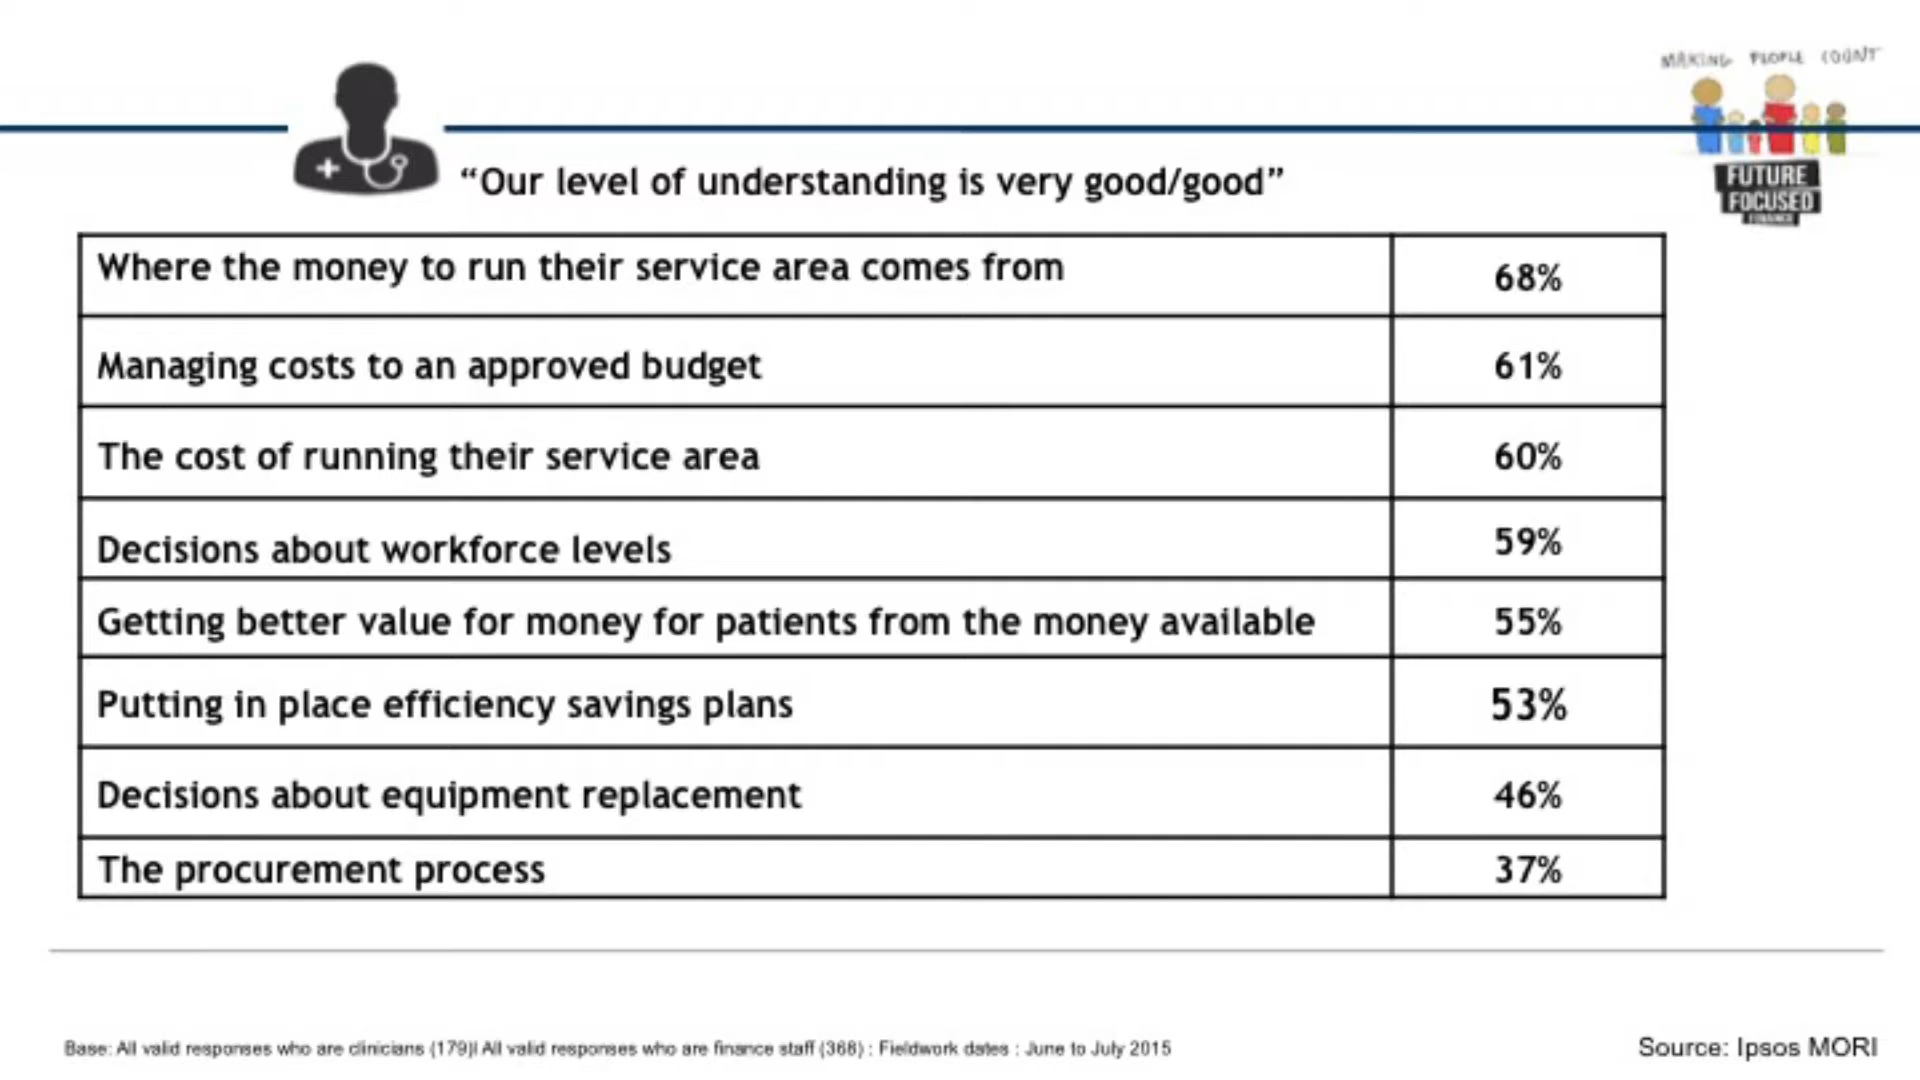 MAKING PEOPLE COUNT
FUTURE
FOCUSED
FINANCE
“Our level of understanding is very good/good”
Where the money to run their service area comes from 68%
Managing costs to an approved budget 61%
The cost of running their service area 60%
Decisions about workforce levels 59%
Getting better value for money for patients from the money available 55%
Putting in place efficiency savings plans 53%
Decisions about equipment replacement 46%
The procurement process 37%
Base: All valid responses who are clinicians (179)l All valid responses who are finance staff (368) : Fieldwork dates : June to July 2015
Source: Ipsos MORI